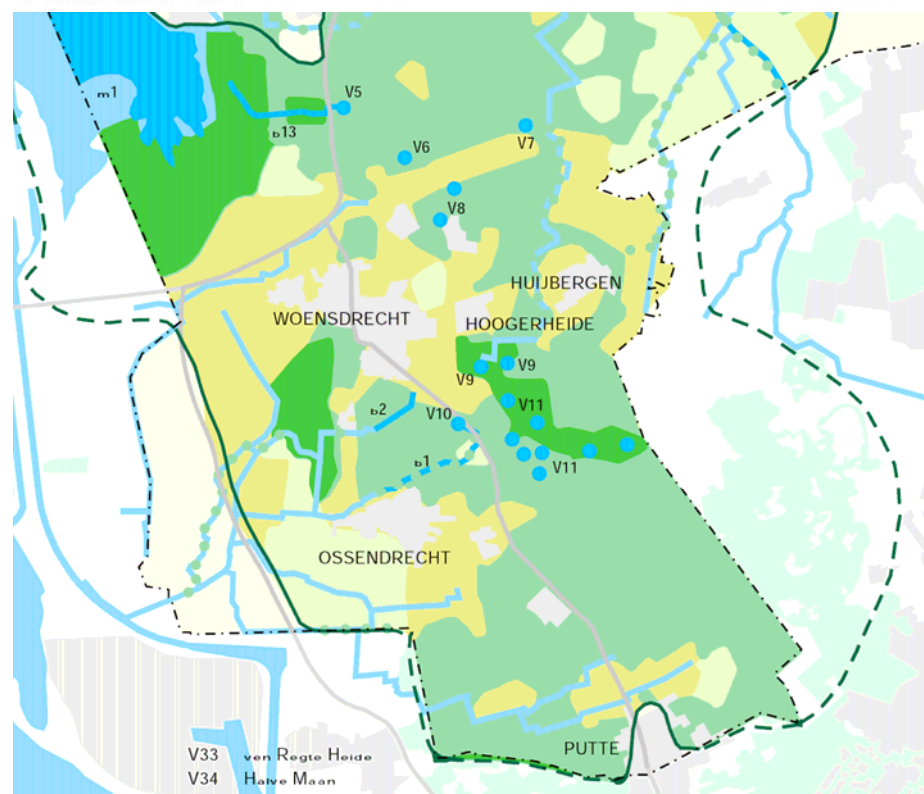 V5
m1
b13
V7
V6
V8
HUIJBERGEN
WOENSDRECHT
HOOGERHEIDE
V9
V9
V11
b2
V10
b1
V11
OSSENDRECHT
PUTTE
V33 ven Regte Heide
V34 Halve Maan